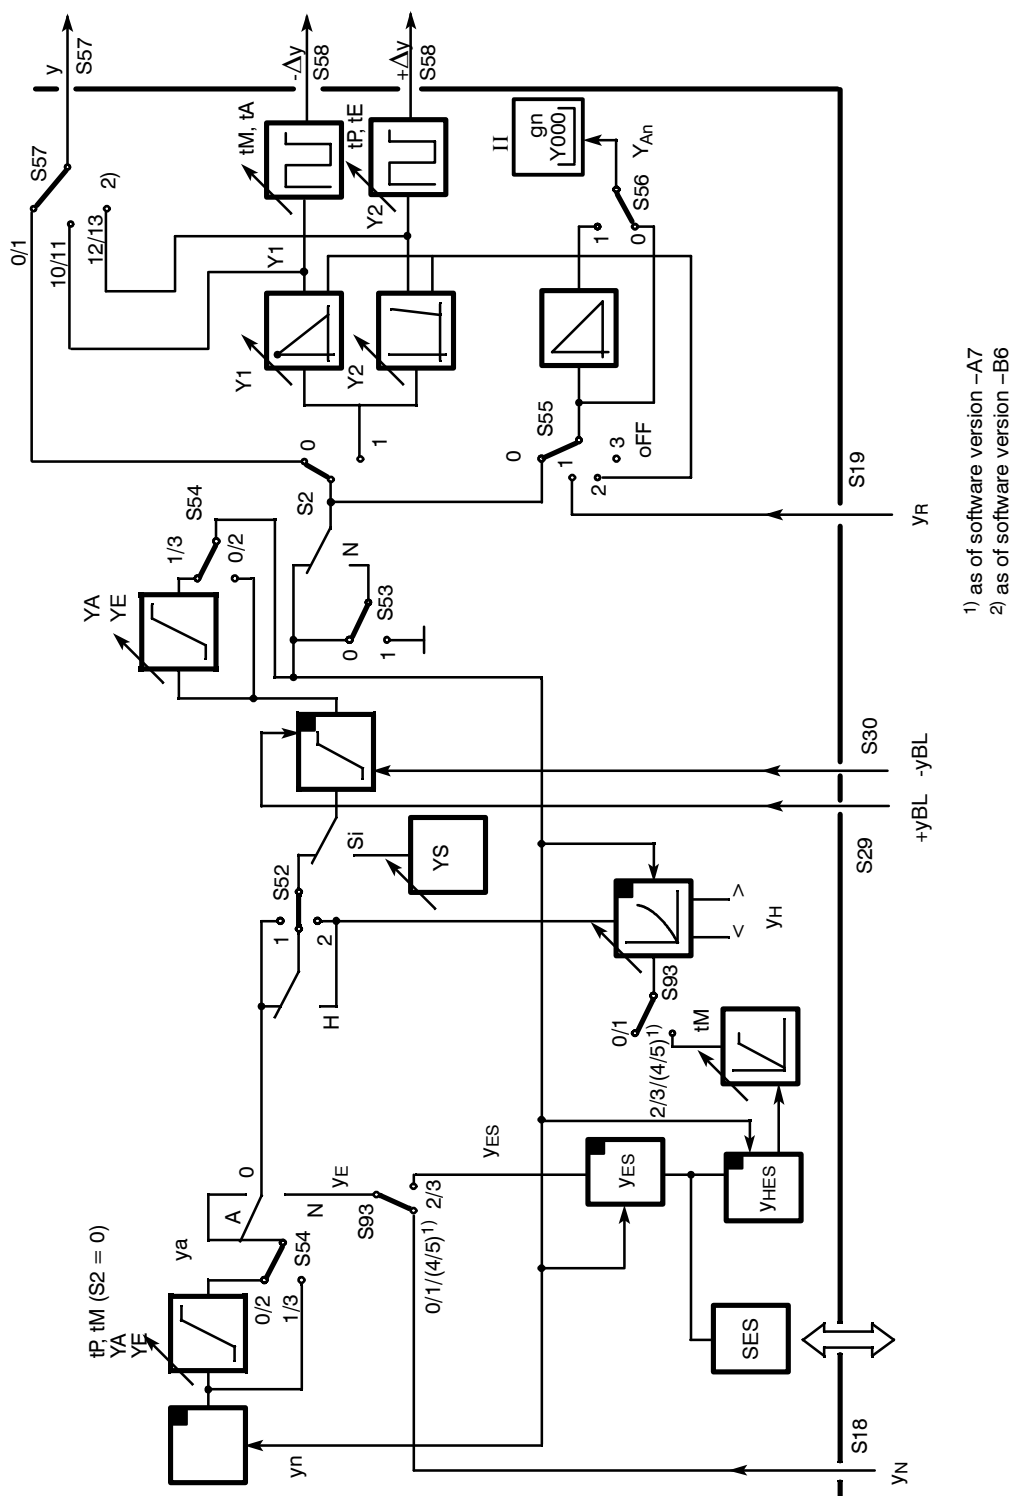 y
S57
-Δy
S58
+Δy
S58
S57
0/1
10/11
12/13
2)
tM, tA
tP, tE
Y1
Y2
Y1
Y2
II
gn
Y000
YAn
S56
1
0
S55
0
1
2
3
oFF
S2
0
1
S54
1/3
0/2
YA
YE
N
S53
0
1
yR
S19
S30
-yBL
+yBL
S29
Si
YS
S52
1
2
H
yH
<
>
S93
0/1
2/3/(4/5)1)
tM
yHES
yES
yES
SES
0
A
N
yE
S93
2/3
0/1/(4/5)1)
ya
S54
0/2
1/3
tP, tM (S2 = 0)
YA
YE
yn
S18
yN
1) as of software version –A7
2) as of software version –B6